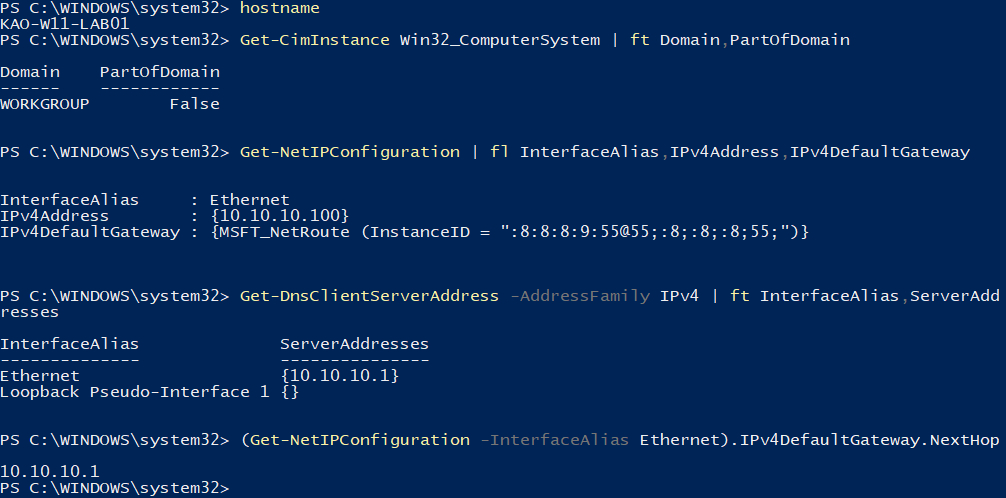 PS C:\WINDOWS\system32> hostname
KAO-W11-LAB01
PS C:\WINDOWS\system32> Get-CimInstance Win32_ComputerSystem | ft Domain,PartOfDomain
Domain    PartOfDomain
------    ------------
WORKGROUP        False
PS C:\WINDOWS\system32> Get-NetIPConfiguration | fl InterfaceAlias,IPv4Address,IPv4DefaultGateway
InterfaceAlias     : Ethernet
IPv4Address        : {10.10.10.100}
IPv4DefaultGateway : {MSFT_NetRoute (InstanceID = ":8:8:8:9:55@55;:8;:8;:8;55;")}
PS C:\WINDOWS\system32> Get-DnsClientServerAddress -AddressFamily IPv4 | ft InterfaceAlias,ServerAdd
resses
InterfaceAlias              ServerAddresses
--------------              ---------------
Ethernet                    {10.10.10.1}
Loopback Pseudo-Interface 1 {}
PS C:\WINDOWS\system32> (Get-NetIPConfiguration -InterfaceAlias Ethernet).IPv4DefaultGateway.NextHop
10.10.10.1
PS C:\WINDOWS\system32>